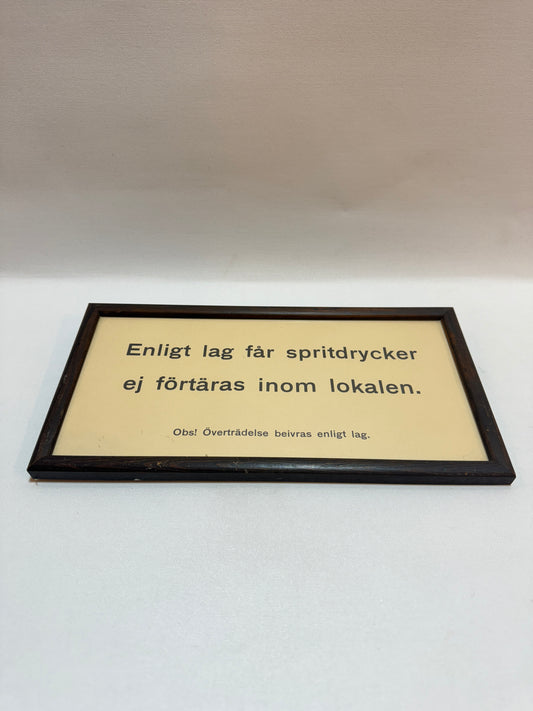 Enligt lag får spritdrycker
ej förtäras inom lokalen.
Obs! Överträdelse beivras enligt lag.